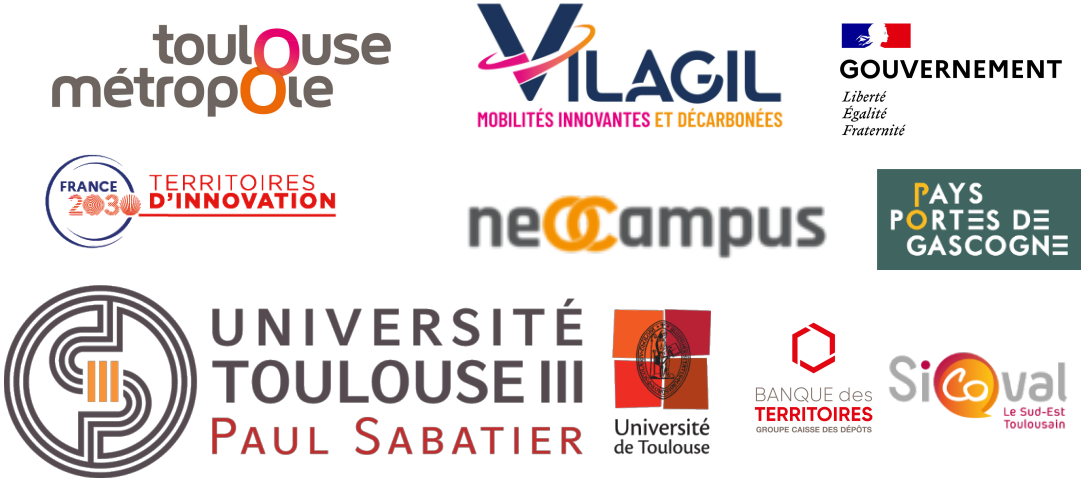 toulouse
métropole
VILAGIL
MOBILITÉS INNOVANTES ET DÉCARBONÉES
GOUVERNEMENT
Liberté
Égalité
Fraternité
FRANCE
2030
TERRITOIRES
D'INNOVATION
neOCampus
PAYS
PORTES DE
GASCOGNE
UNIVERSITÉ
TOULOUSE III
PAUL SABATIER
Université
de Toulouse
BANQUE des
TERRITOIRES
GROUPE CAISSE DES DÉPÔTS
SiCoval
Le Sud-Est
Toulousain